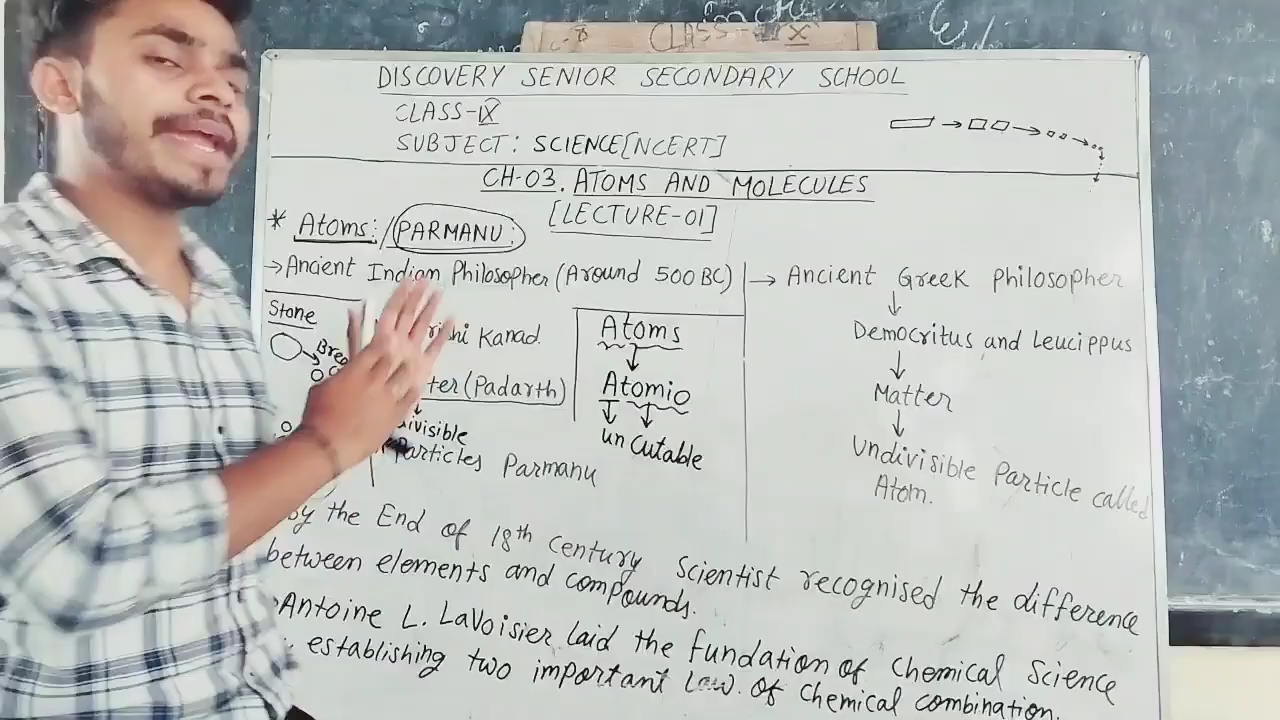 CLASS-IX
DISCOVERY SENIOR SECONDARY SCHOOL
CLASS-IX
SUBJECT: SCIENCE[NCERT]
CH-03. ATOMS AND MOLECULES
[LECTURE-01]
* Atoms:/PARMANU:
→Ancient Indian Philosopher (Around 500 BC)
Stone
Kanad.
(Padarth)
Particles Parmanu
Atoms
Atomio
un Cutable
→ Ancient Greek Philosopher
Democritus and Leucippus
Matter
Undivisible Particle called
Atom.
By the End of 18th century Scientist recognised the difference
between elements and compounds.
Antoine L. LaVoisier laid the fundation of Chemical Science
establishing two important Law. of Chemical combination.